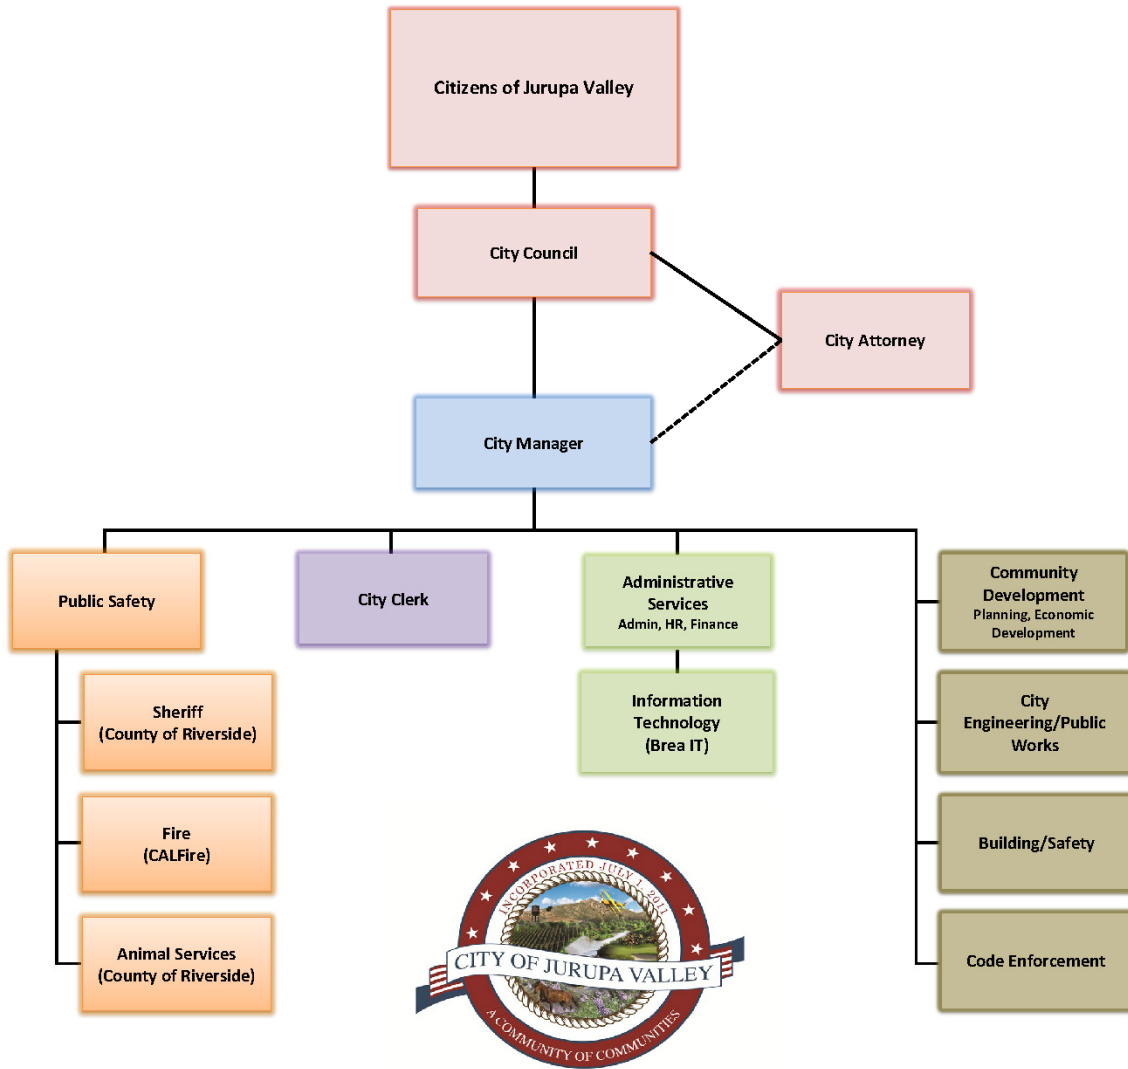 Citizens of Jurupa Valley
City Council
City Attorney
City Manager
Public Safety
City Clerk
Administrative
Services
Admin, HR, Finance
Community
Development
Planning, Economic
Development
Sheriff
(County of Riverside)
Information
Technology
(Brea IT)
City
Engineering/Public
Works
Fire
(CALFire)
Building/Safety
Animal Services
(County of Riverside)
Code Enforcement
INCORPORATED JULY 1, 2011
CITY OF JURUPA VALLEY
A COMMUNITY OF COMMUNITIES